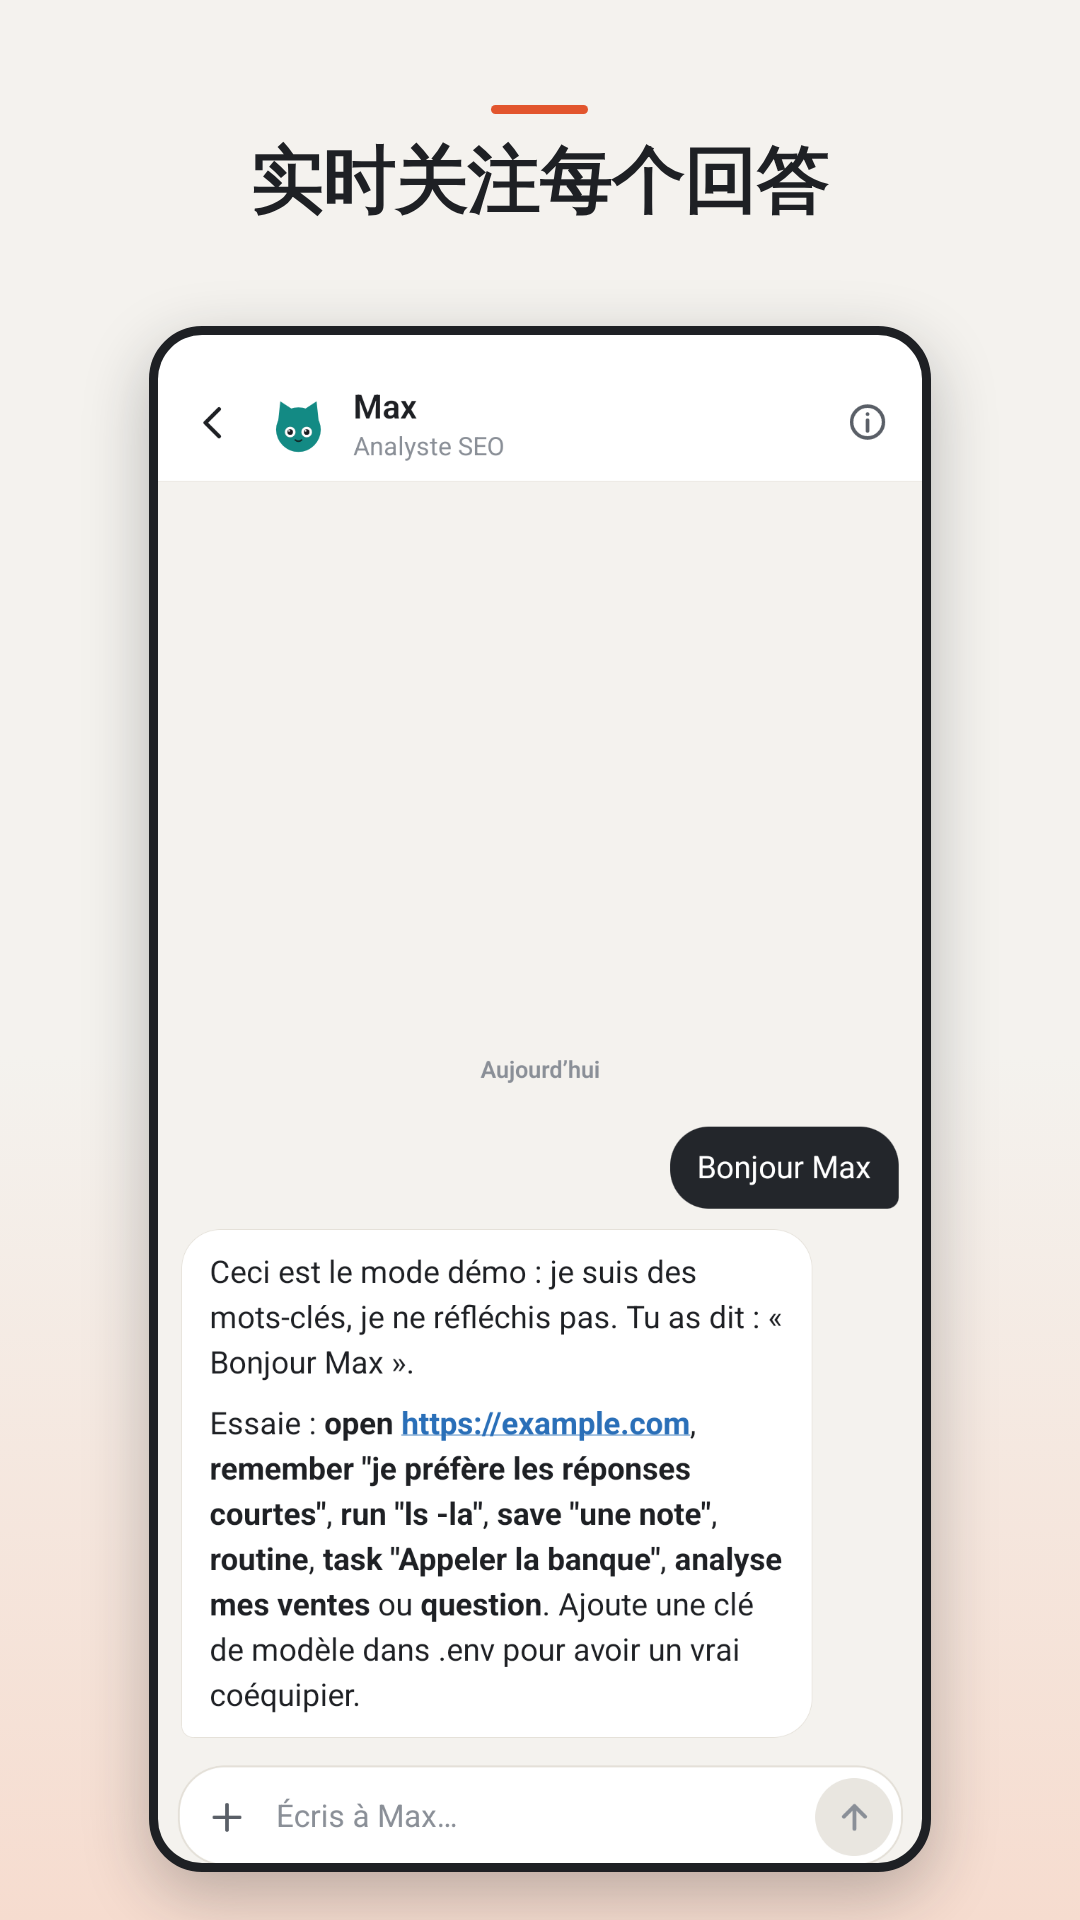 实时关注每个回答
Max
Analyste SEO
Aujourd’hui
Bonjour Max
Ceci est le mode démo : je suis des
mots-clés, je ne réfléchis pas. Tu as dit : «
Bonjour Max ».
Essaie : open https://example.com,
remember "je préfère les réponses
courtes", run "ls -la", save "une note",
routine, task "Appeler la banque", analyse
mes ventes ou question. Ajoute une clé
de modèle dans .env pour avoir un vrai
coéquipier.
Écris à Max…